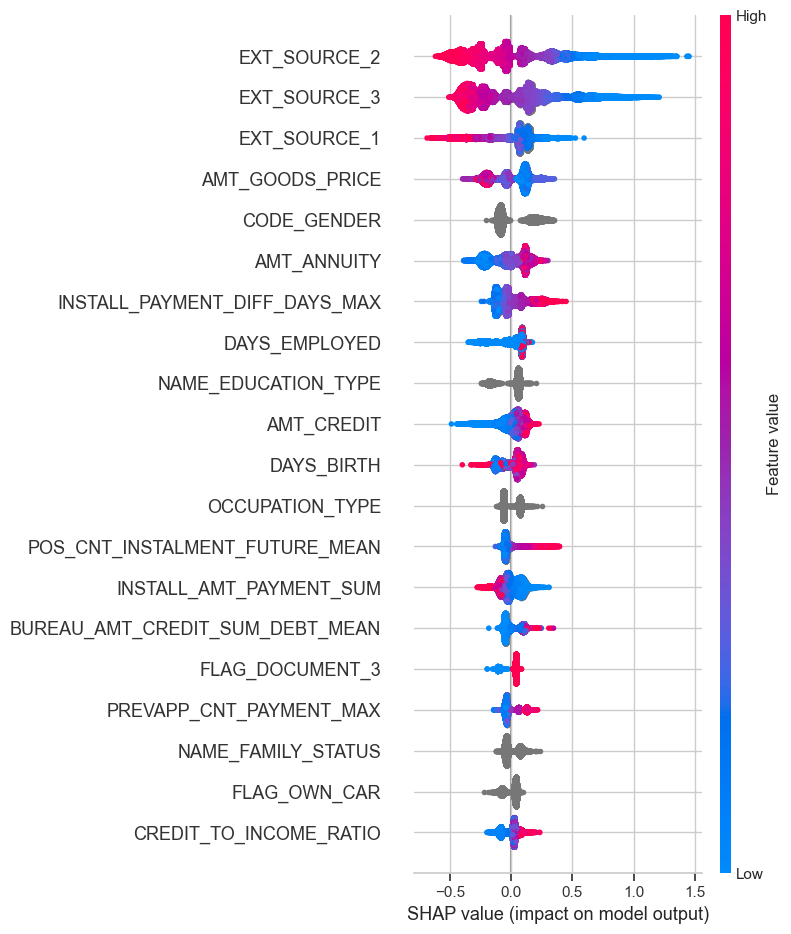 High
EXT_SOURCE_2
EXT_SOURCE_3
EXT_SOURCE_1
AMT_GOODS_PRICE
CODE_GENDER
AMT_ANNUITY
INSTALL_PAYMENT_DIFF_DAYS_MAX
DAYS_EMPLOYED
NAME_EDUCATION_TYPE
AMT_CREDIT
DAYS_BIRTH
OCCUPATION_TYPE
POS_CNT_INSTALMENT_FUTURE_MEAN
INSTALL_AMT_PAYMENT_SUM
BUREAU_AMT_CREDIT_SUM_DEBT_MEAN
FLAG_DOCUMENT_3
PREVAPP_CNT_PAYMENT_MAX
NAME_FAMILY_STATUS
FLAG_OWN_CAR
CREDIT_TO_INCOME_RATIO
Feature value
Low
−0.5 0.0 0.5 1.0 1.5
SHAP value (impact on model output)